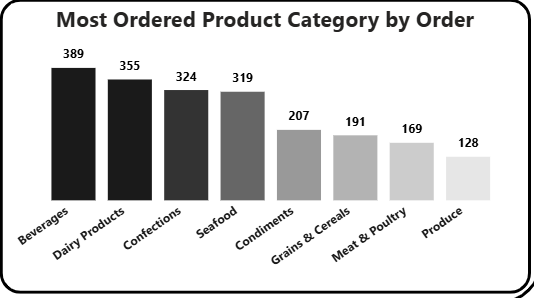 Most Ordered Product Category by Order
389
355
324
319
207
191
169
128
Beverages
Dairy Products
Confections
Seafood
Condiments
Grains & Cereals
Meat & Poultry
Produce